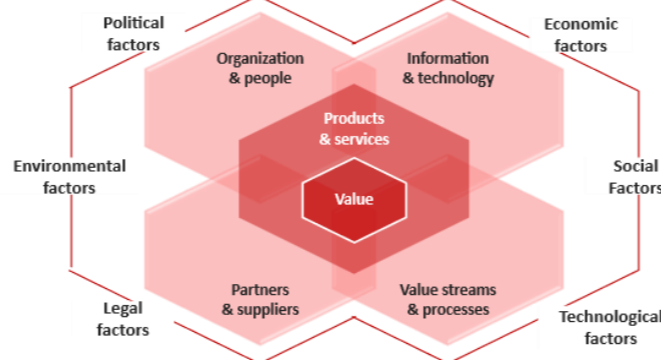 Political
factors
Economic
factors
Organization
& people
Information
& technology
Products
& services
Environmental
factors
Value
Social
Factors
Partners
& suppliers
Value streams
& processes
Legal
factors
Technological
factors